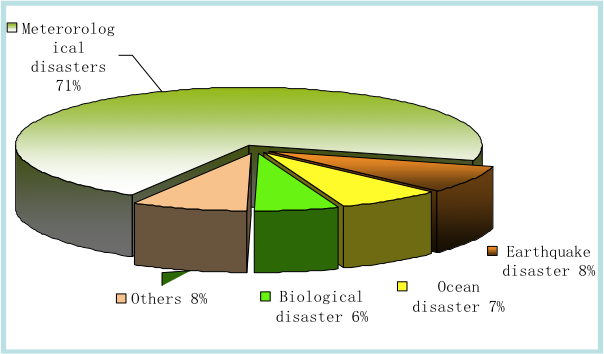 Meterorolog
ical
disasters
71%
Earthquake
disaster 8%
Ocean
disaster 7%
Biological
disaster 6%
Others 8%